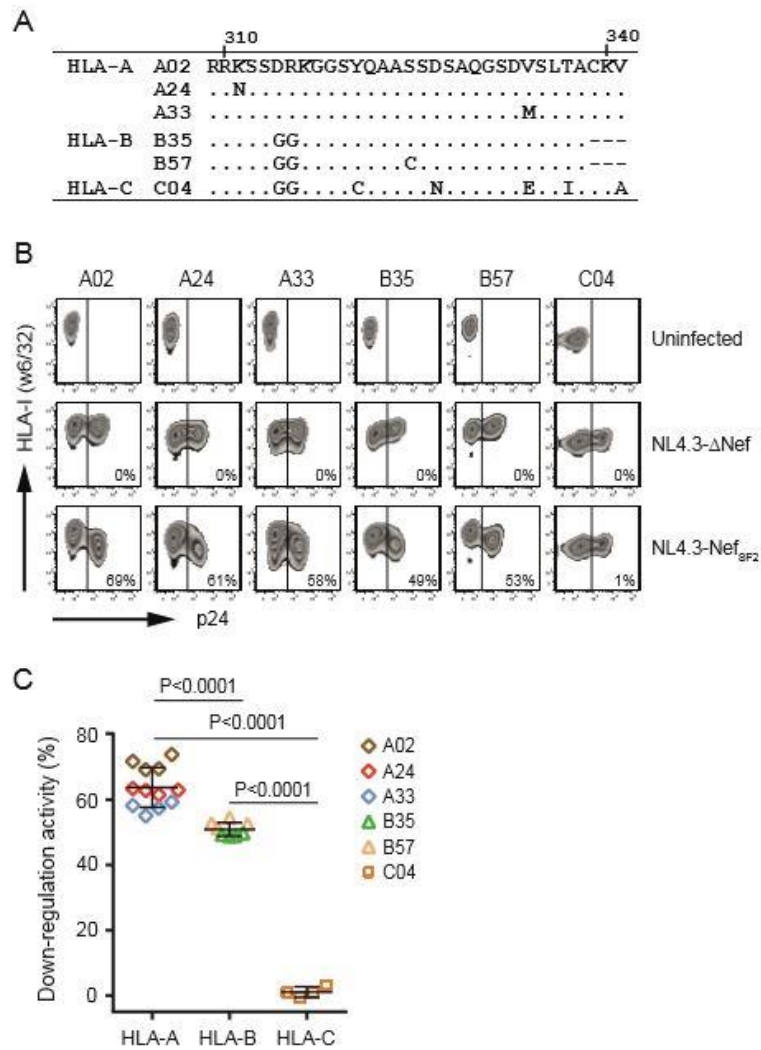 A
310 340
HLA-A A02 RRKSSDRKGGSYQAASSDSAQGSDVSLTACKV
A24 ..N.............................
A33 ........................M.......
HLA-B B35 .....GG......................---
B57 .....GG........C.............---
HLA-C C04 .....GG....C.....N......E..I...A
B
A02 A24 A33 B35 B57 C04
Uninfected
HLA-I (w6/32)
NL4.3-ΔNef
0% 0% 0% 0% 0% 0%
NL4.3-Nef SF2
69% 61% 58% 49% 53% 1%
p24
C
P<0.0001
P<0.0001
P<0.0001
Down-regulation activity (%)
80
60
40
20
0
HLA-A HLA-B HLA-C
A02
A24
A33
B35
B57
C04